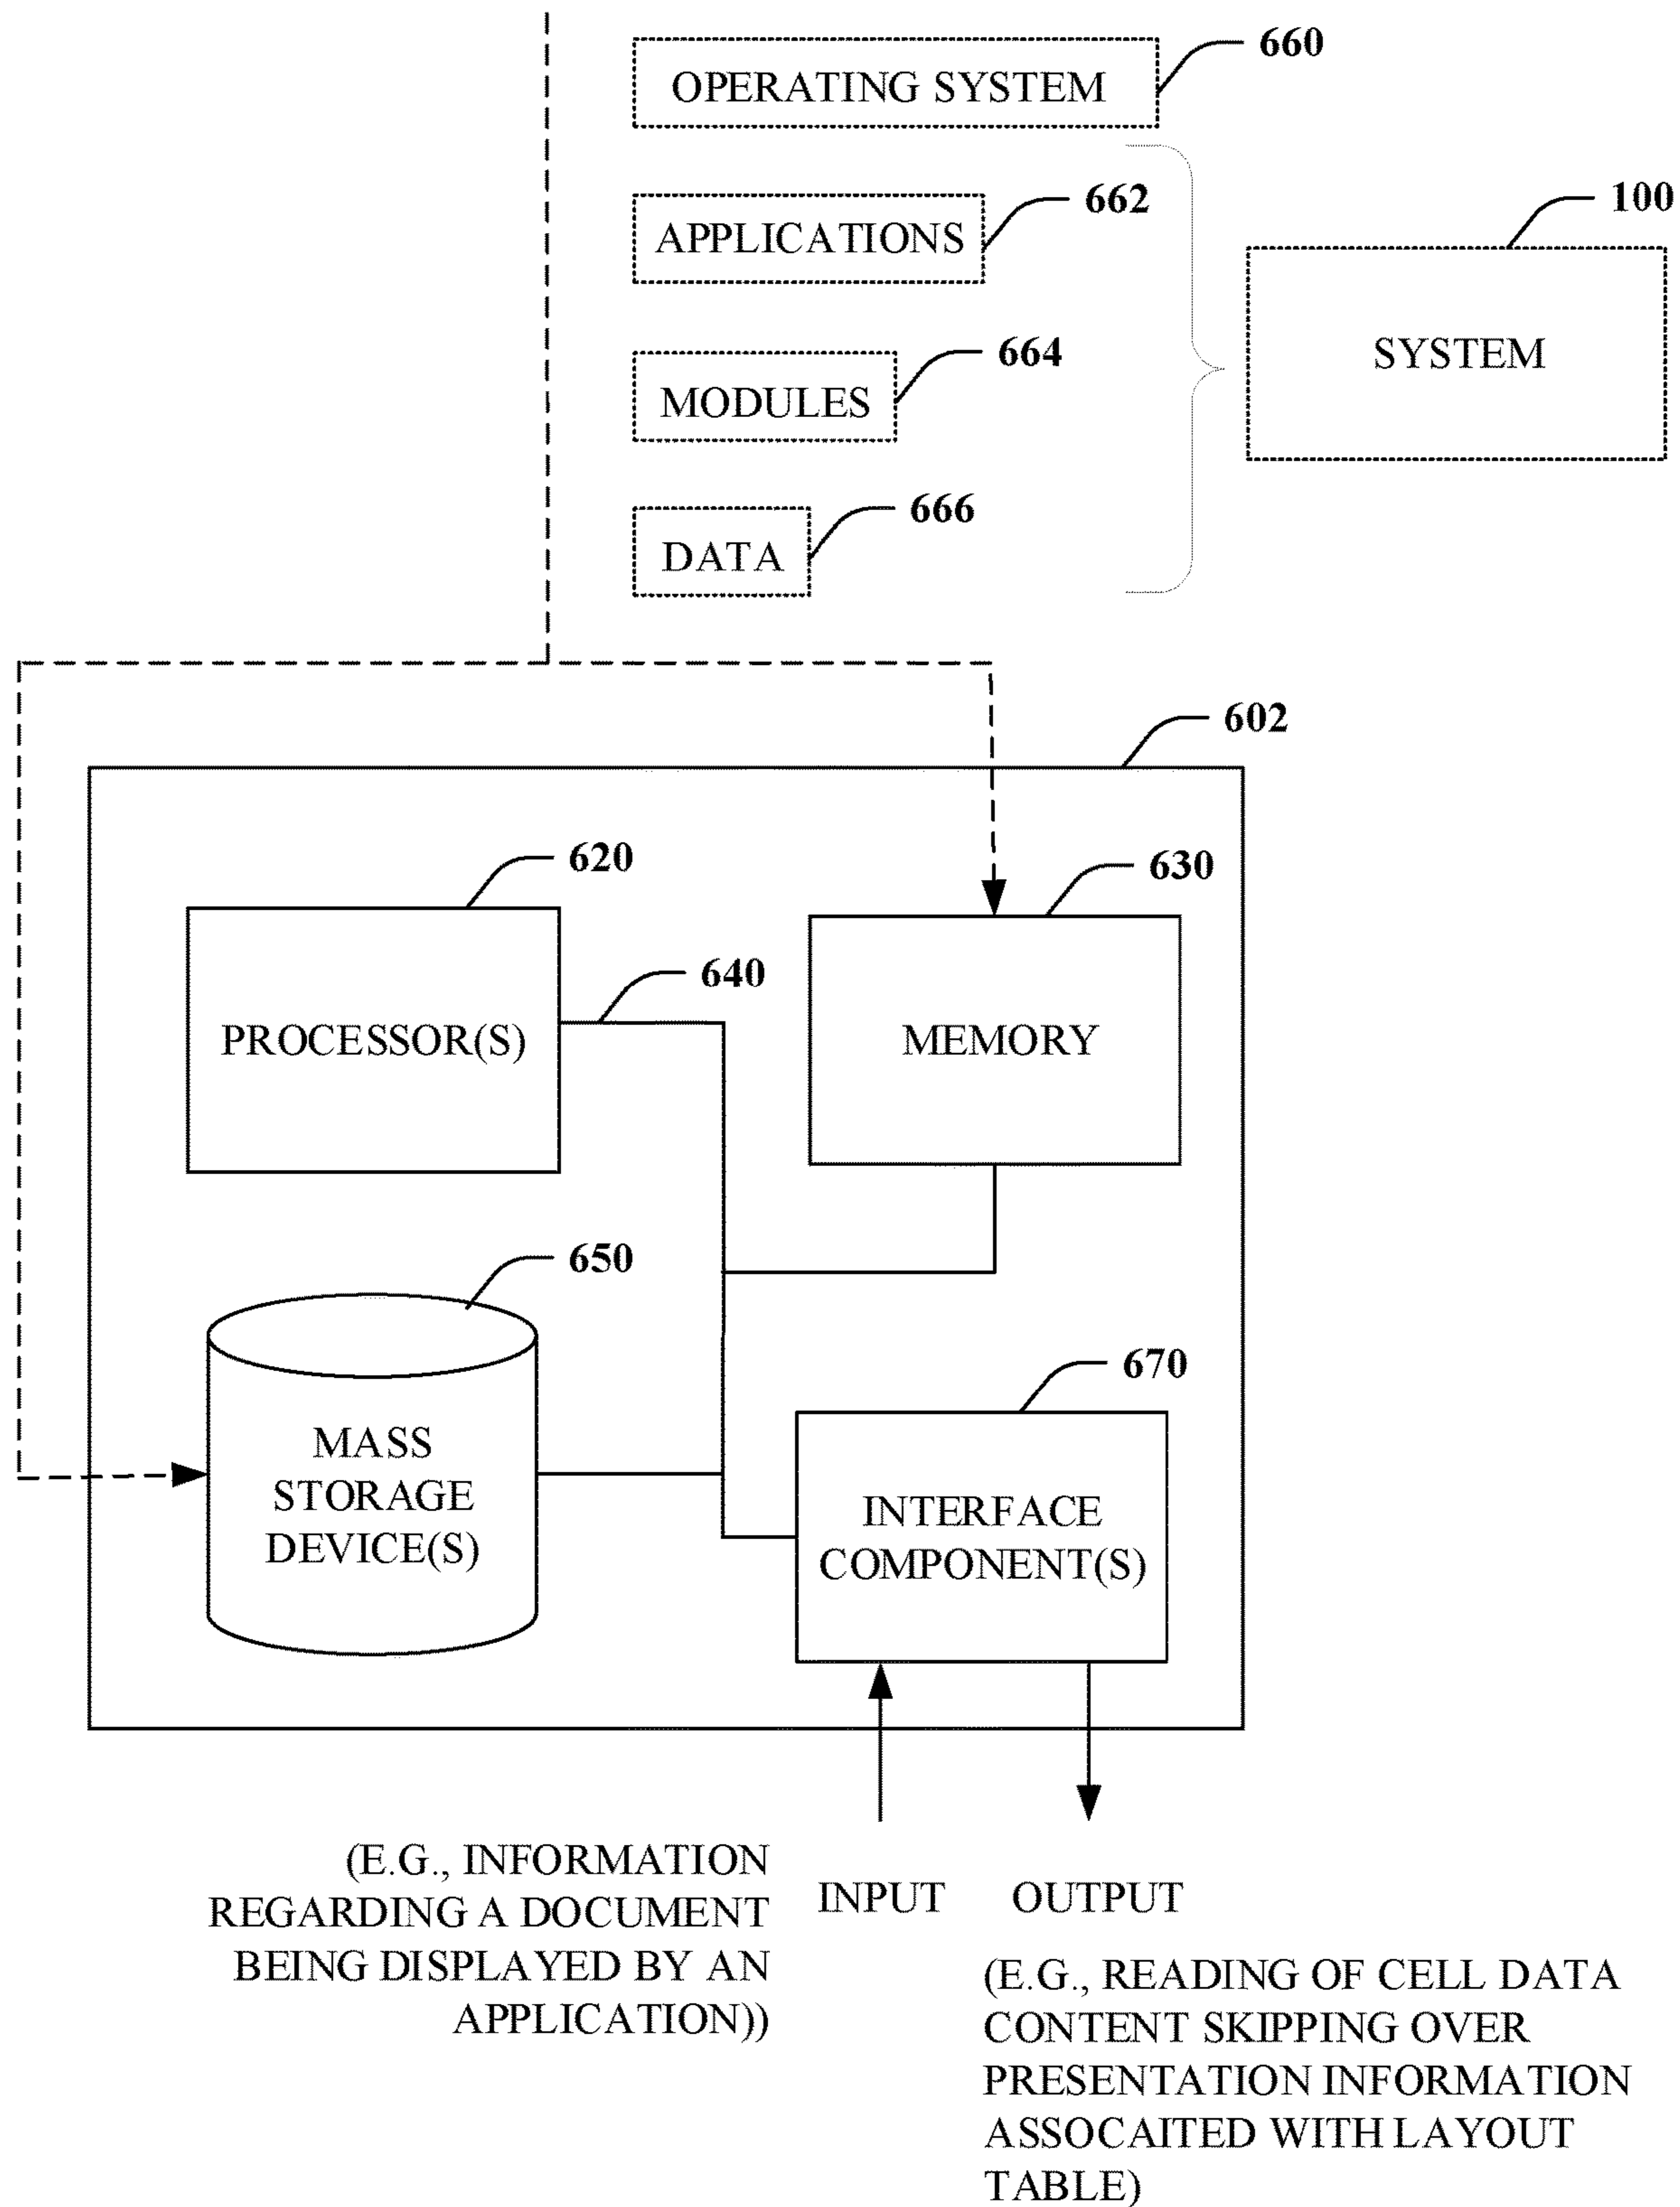 660
OPERATING SYSTEM
662
100
APPLICATIONS
SYSTEM
664
MODULES
666
DATA
602
620
630
640
PROCESSOR(S)
MEMORY
650
670
MASS
STORAGE
DEVICE(S)
INTERFACE
COMPONENT(S)
(E.G., INFORMATION
REGARDING A DOCUMENT
BEING DISPLAYED BY AN
APPLICATION))
INPUT
OUTPUT
(E.G., READING OF CELL DATA
CONTENT SKIPPING OVER
PRESENTATION INFORMATION
ASSOCAITED WITH LAYOUT
TABLE)